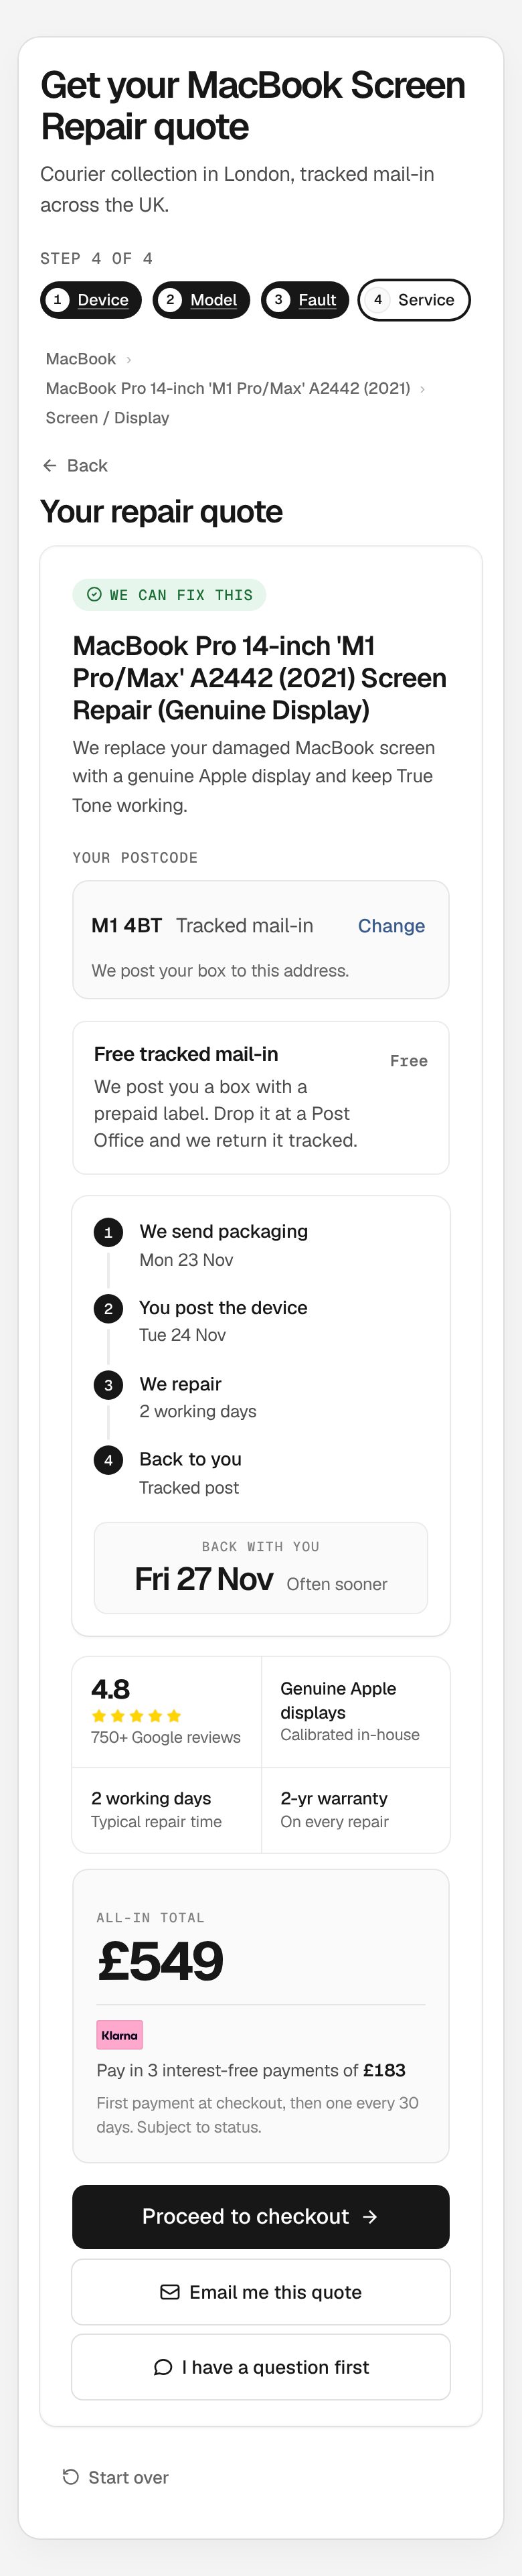 Get your MacBook Screen
Repair quote
Courier collection in London, tracked mail-in
across the UK.
STEP 4 OF 4
1 Device 2 Model 3 Fault 4 Service
MacBook ›
MacBook Pro 14-inch 'M1 Pro/Max' A2442 (2021) ›
Screen / Display
← Back
Your repair quote
WE CAN FIX THIS
MacBook Pro 14-inch 'M1
Pro/Max' A2442 (2021) Screen
Repair (Genuine Display)
We replace your damaged MacBook screen
with a genuine Apple display and keep True
Tone working.
YOUR POSTCODE
M1 4BT Tracked mail-in Change
We post your box to this address.
Free tracked mail-in Free
We post you a box with a
prepaid label. Drop it at a Post
Office and we return it tracked.
1 We send packaging
Mon 23 Nov
2 You post the device
Tue 24 Nov
3 We repair
2 working days
4 Back to you
Tracked post
BACK WITH YOU
Fri 27 Nov Often sooner
4.8
750+ Google reviews
Genuine Apple
displays
Calibrated in-house
2 working days
Typical repair time
2-yr warranty
On every repair
ALL-IN TOTAL
£549
Klarna
Pay in 3 interest-free payments of £183
First payment at checkout, then one every 30
days. Subject to status.
Proceed to checkout →
Email me this quote
I have a question first
Start over